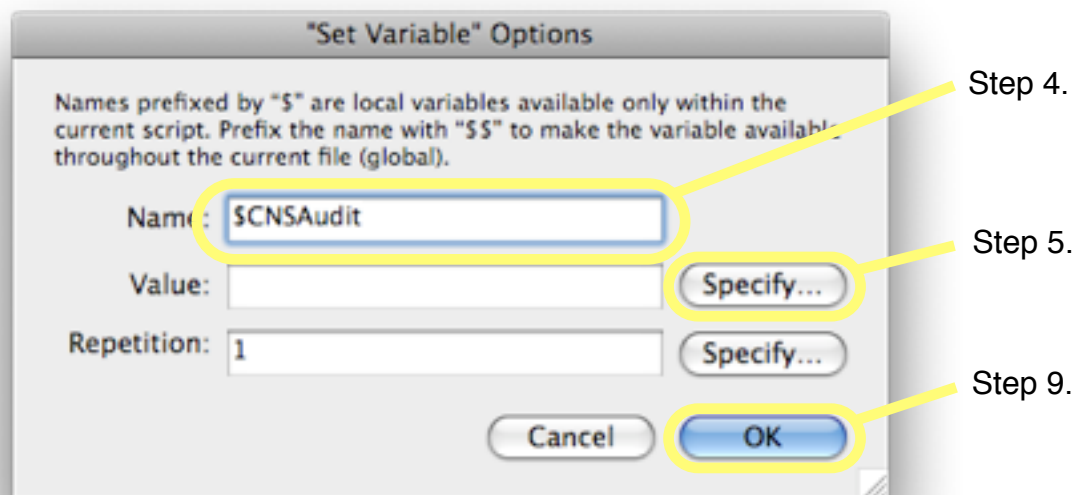 "Set Variable" Options
Step 4.
Names prefixed by "$" are local variables available only within the
current script. Prefix the name with "$$" to make the variable available
throughout the current file (global).
Name: $CNSAudit
Step 5.
Value: Specify...
Repetition: 1 Specify...
Step 9.
Cancel OK